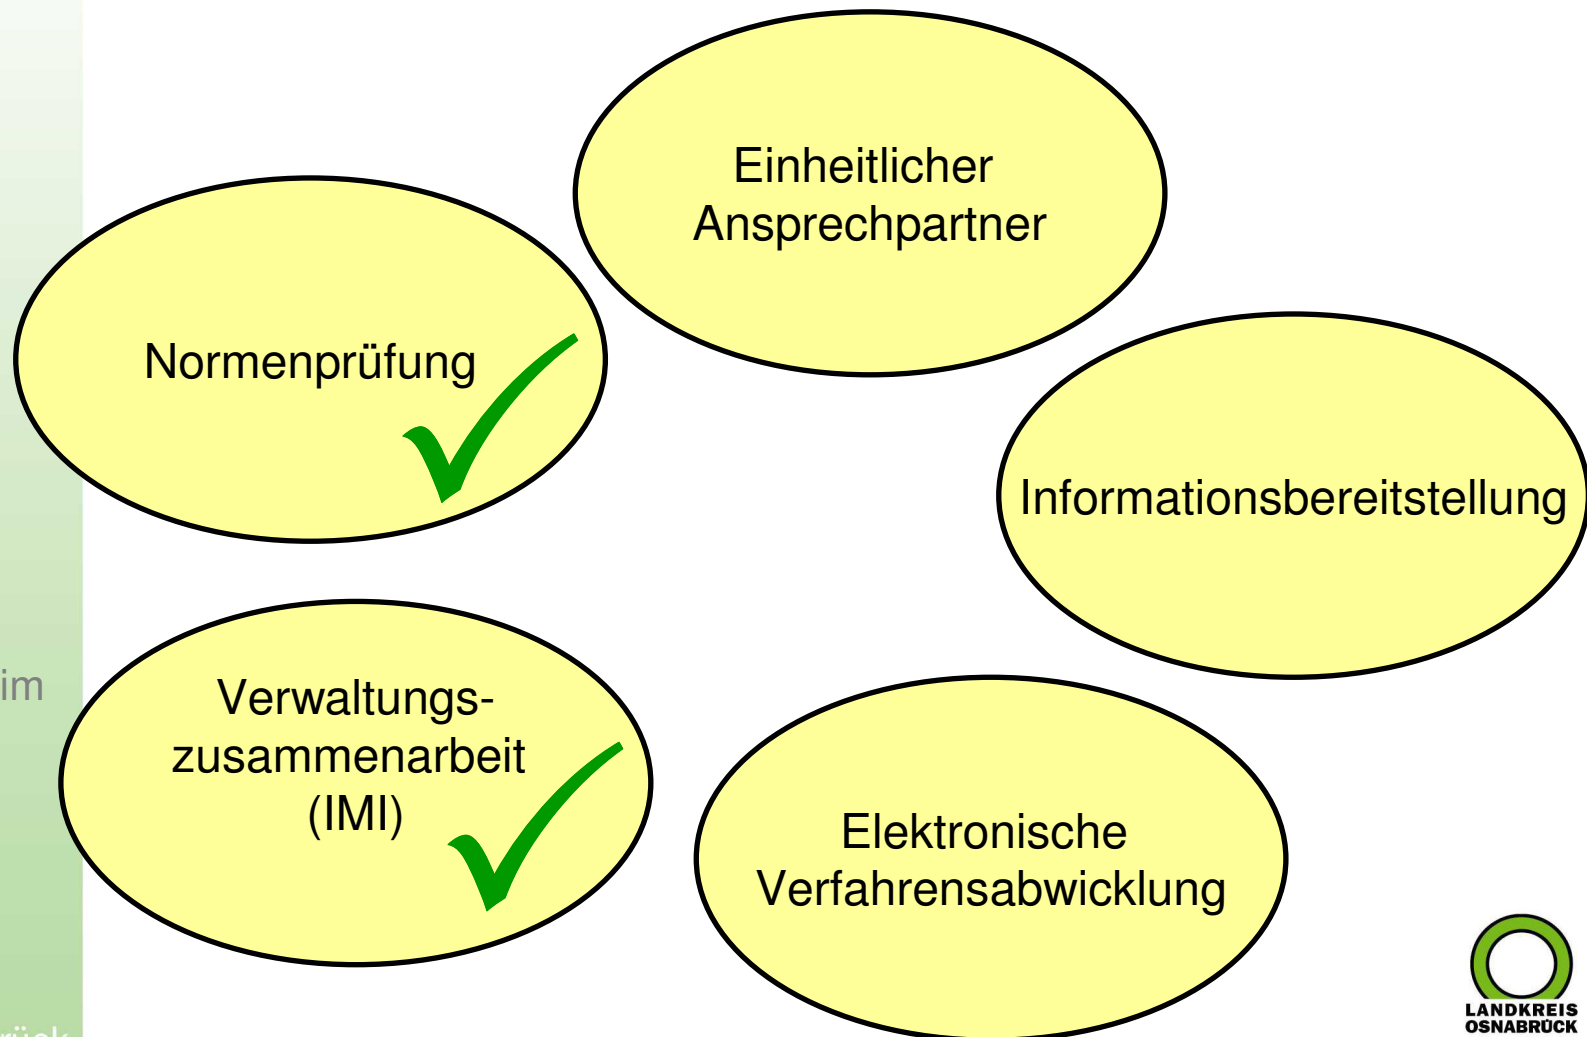 Einheitlicher
Ansprechpartner
Normenprüfung
Informationsbereitstellung
im
Verwaltungs-
zusammenarbeit
(IMI)
Elektronische
Verfahrensabwicklung
LANDKREIS
OSNABRÜCK